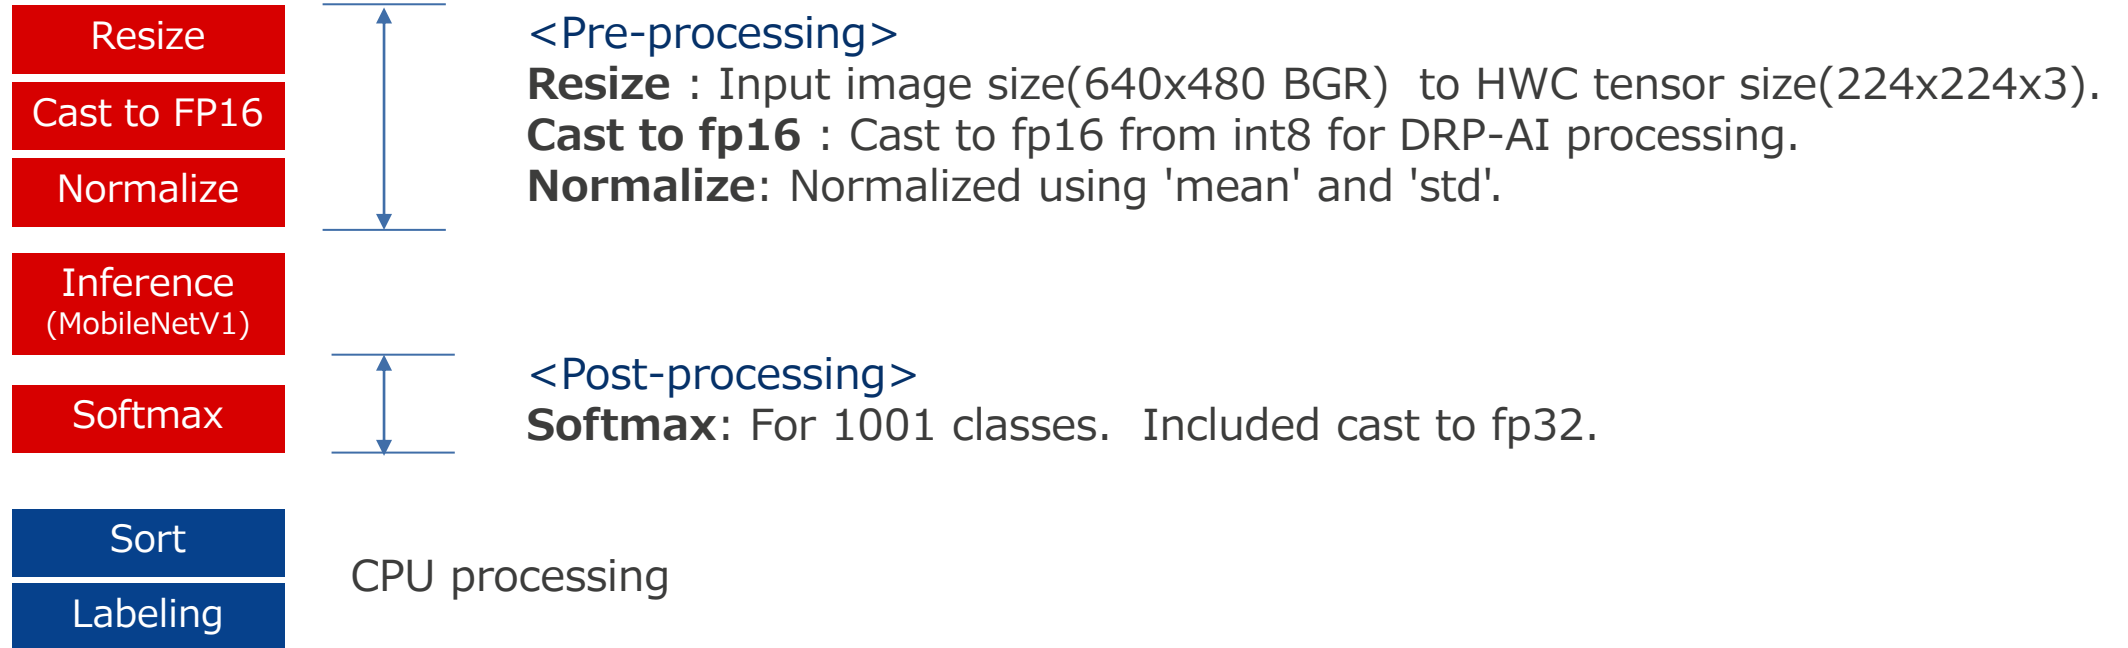 Resize
Cast to FP16
Normalize
<Pre-processing>
Resize : Input image size(640x480 BGR) to HWC tensor size(224x224x3).
Cast to fp16 : Cast to fp16 from int8 for DRP-AI processing.
Normalize: Normalized using 'mean' and 'std'.
Inference
(MobileNetV1)
Softmax
<Post-processing>
Softmax: For 1001 classes. Included cast to fp32.
Sort
Labeling
CPU processing